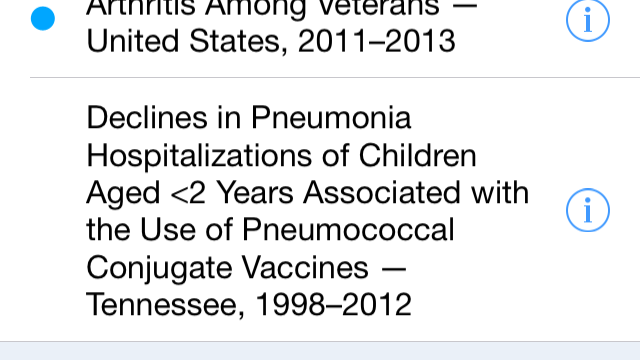 Arthritis Among Veterans —
United States, 2011–2013
Declines in Pneumonia
Hospitalizations of Children
Aged <2 Years Associated with
the Use of Pneumococcal
Conjugate Vaccines —
Tennessee, 1998–2012